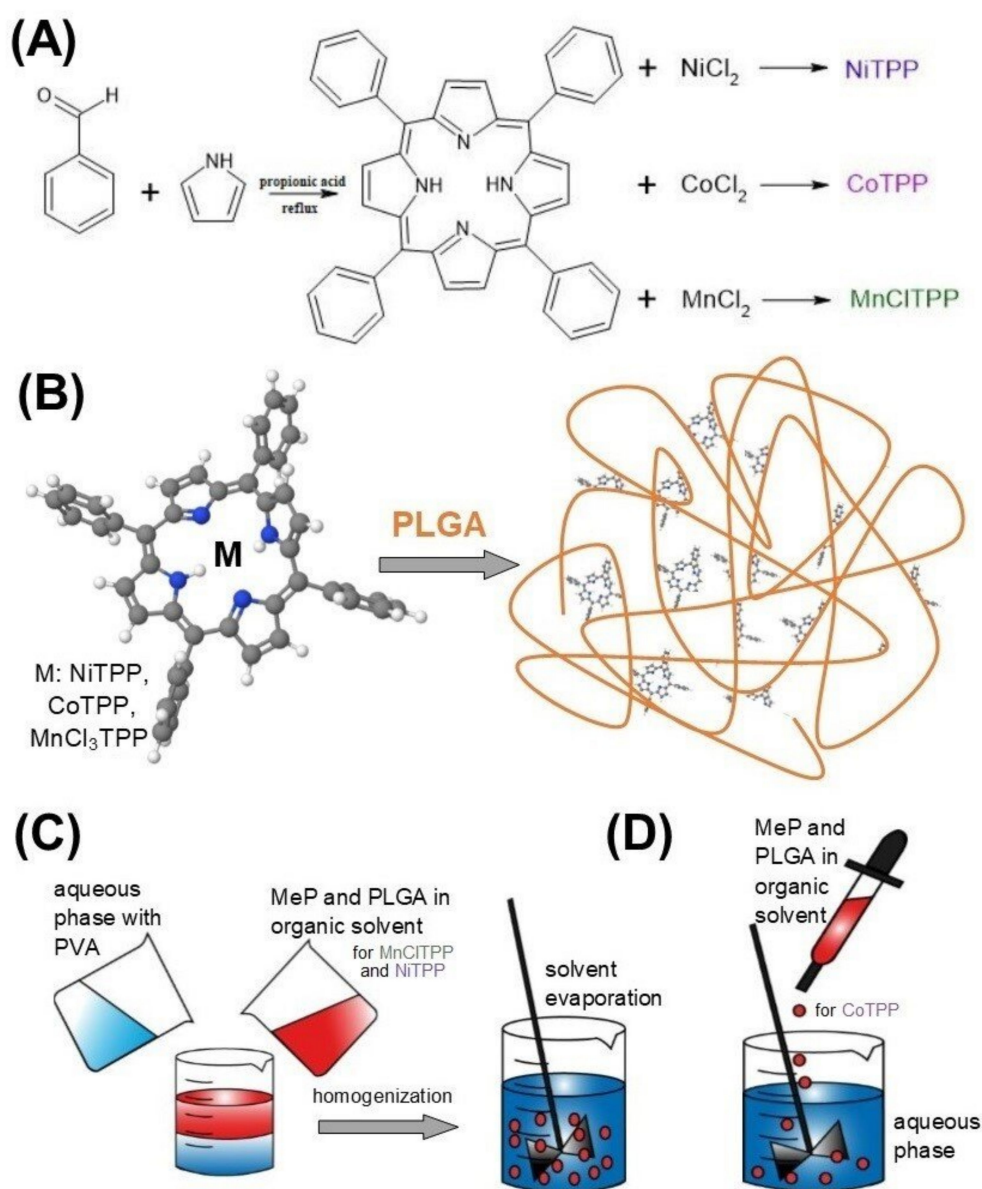 (A)
O
H
NH
+
propionic acid
reflux
N
NH
HN
N
+ NiCl₂ NiTPP
+ CoCl₂ CoTPP
+ MnCl₂ MnClTPP
(B)
M
PLGA
M: NiTPP,
CoTPP,
MnCl₃TPP
(C)
aqueous
phase with
PVA
MeP and PLGA in
organic solvent
for MnClTPP
and NiTPP
homogenization
solvent
evaporation
(D)
MeP and
PLGA in
organic
solvent
for CoTPP
aqueous
phase